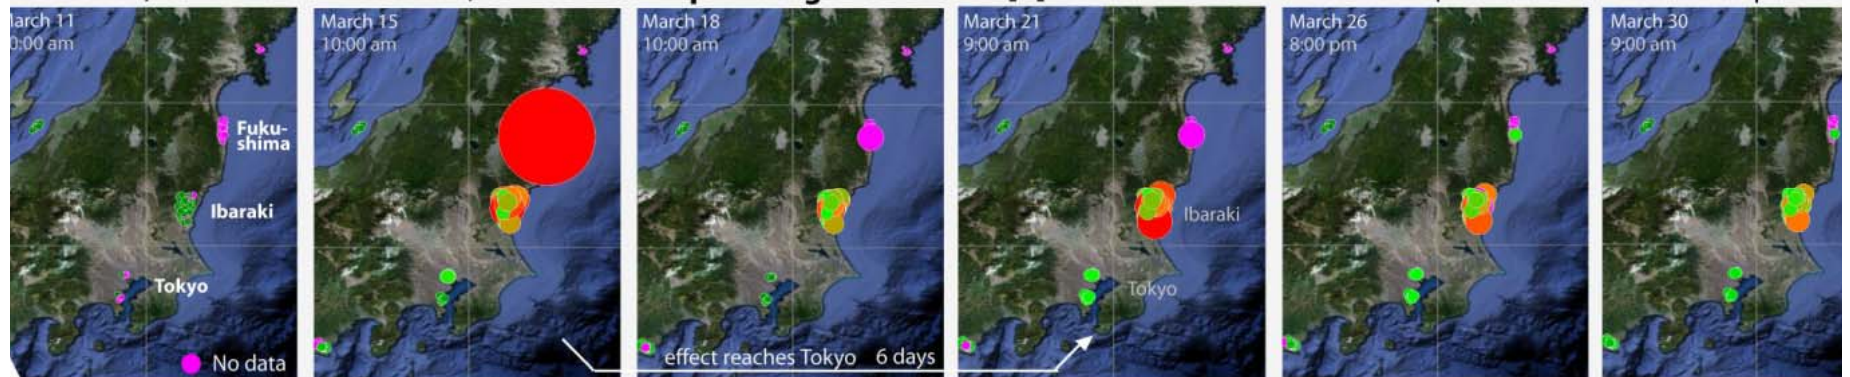 March 11
0:00 am
Fuku-
shima
Ibaraki
Tokyo
No data
March 15
10:00 am
March 18
10:00 am
effect reaches Tokyo 6 days
March 21
9:00 am
Ibaraki
Tokyo
March 26
8:00 pm
March 30
9:00 am